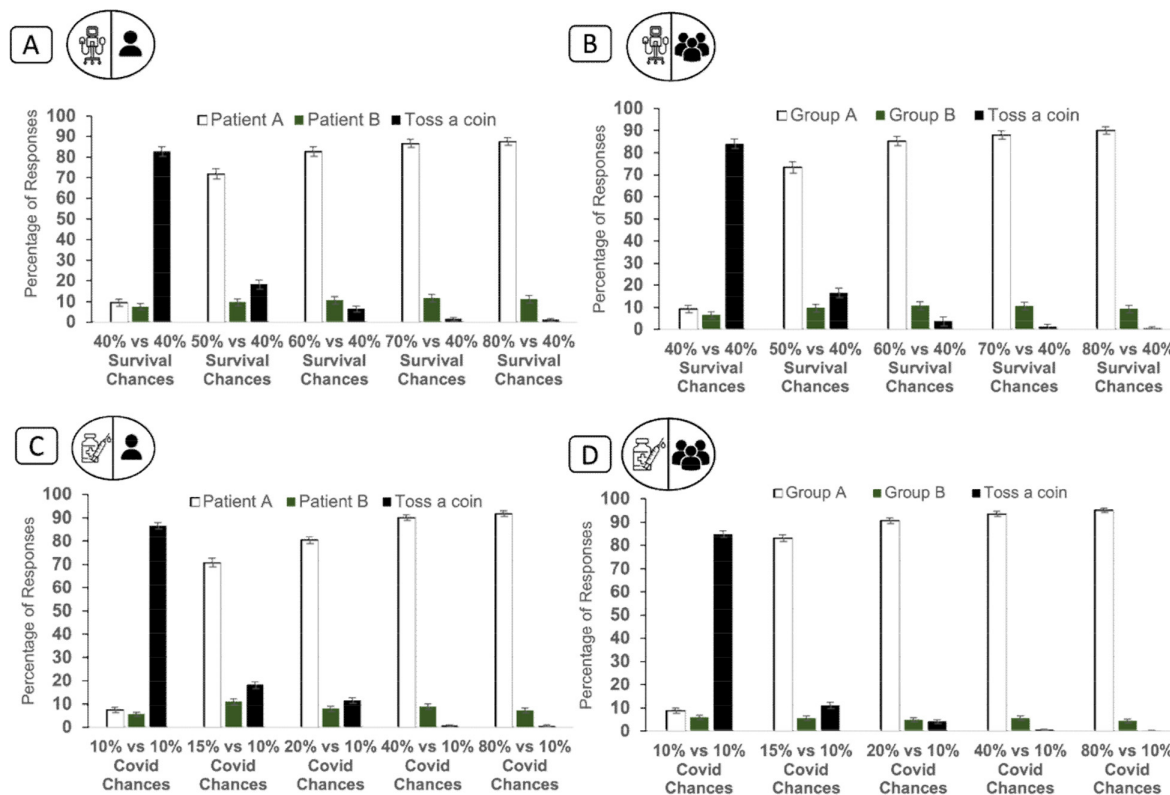 A
Patient A Patient B Toss a coin
Percentage of Responses
100
90
80
70
60
50
40
30
20
10
0
40% vs 40% 50% vs 40% 60% vs 40% 70% vs 40% 80% vs 40%
Survival Survival Survival Survival Survival
Chances Chances Chances Chances Chances
B
Group A Group B Toss a coin
Percentage of Responses
100
90
80
70
60
50
40
30
20
10
0
40% vs 40% 50% vs 40% 60% vs 40% 70% vs 40% 80% vs 40%
Survival Survival Survival Survival Survival
Chances Chances Chances Chances Chances
C
Patient A Patient B Toss a coin
Percentage of Responses
100
90
80
70
60
50
40
30
20
10
0
10% vs 10% 15% vs 10% 20% vs 10% 40% vs 10% 80% vs 10%
Covid Covid Covid Covid Covid
Chances Chances Chances Chances Chances
D
Group A Group B Toss a coin
Percentage of Responses
100
90
80
70
60
50
40
30
20
10
0
10% vs 10% 15% vs 10% 20% vs 10% 40% vs 10% 80% vs 10%
Covid Covid Covid Covid Covid
Chances Chances Chances Chances Chances